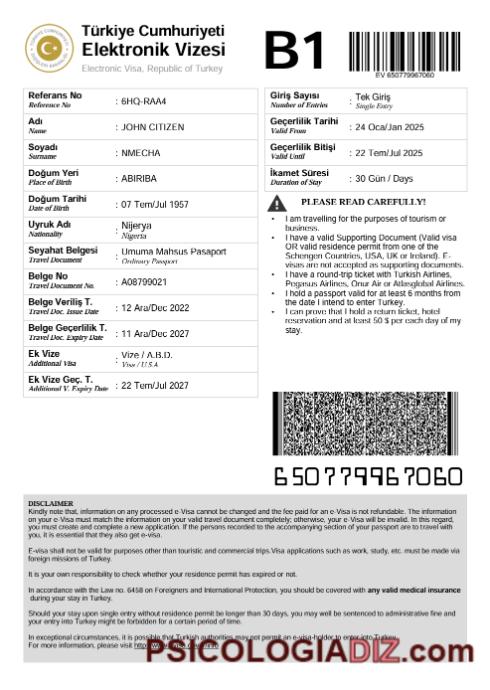 Türkiye Cumhuriyeti
Elektronik Vizesi
Electronic Visa, Republic of Turkey
B1
EV 650779967060
Referans No : 6HQ-RAA4
Reference No
Adı : JOHN CITIZEN
Name
Soyadı : NMECHA
Surname
Doğum Yeri : ABIRIBA
Place of Birth
Doğum Tarihi : 07 Tem/Jul 1957
Date of Birth
Uyruk Adı : Nijerya
Nationality Nigeria
Seyahat Belgesi : Umuma Mahsus Pasaport
Travel Document Ordinary Passport
Belge No : A08799021
Travel Document No.
Belge Veriliş T. : 12 Ara/Dec 2022
Travel Doc. Issue Date
Belge Geçerlilik T. : 11 Ara/Dec 2027
Travel Doc. Expiry Date
Ek Vize : Vize / A.B.D.
Additional Visa Visa / U.S.A
Ek Vize Geç. T. : 22 Tem/Jul 2027
Additional V. Expiry Date
Giriş Sayısı : Tek Giriş
Number of Entries Single Entry
Geçerlilik Tarihi : 24 Oca/Jan 2025
Valid From
Geçerlilik Bitişi : 22 Tem/Jul 2025
Valid Until
İkamet Süresi : 30 Gün / Days
Duration of Stay
PLEASE READ CAREFULLY!
• I am travelling for the purposes of tourism or
business.
• I have a valid Supporting Document (Valid visa
OR valid residence permit from one of the
Schengen Countries, USA, UK or Ireland). E-
visas are not accepted as supporting documents.
• I have a round-trip ticket with Turkish Airlines,
Pegasus Airlines, Onur Air or Atlasglobal Airlines.
• I hold a passport valid for at least 6 months from
the date I intend to enter Turkey.
• I can prove that I hold a return ticket, hotel
reservation and at least 50 $ per each day of my
stay.
650779967060
DISCLAIMER
Kindly note that, information on any processed e-Visa cannot be changed and the fee paid for an e-Visa is not refundable. The information
on your e-Visa must match the information on your valid travel document completely; otherwise, your e-Visa will be invalid. In this regard,
you must create and complete a new application. If the persons recorded to the accompanying section of your passport are to travel with
you, it is essential that they also get e-visa.
E-visa shall not be valid for purposes other than touristic and commercial trips.Visa applications such as work, study, etc. must be made via
foreign missions of Turkey.
It is your own responsibility to check whether your residence permit has expired or not.
In accordance with the Law no. 6458 on Foreigners and International Protection, you should be covered with any valid medical insurance
during your stay in Turkey.
Should your stay upon single entry without residence permit be longer than 30 days, you may well be sentenced to administrative fine and
your entry into Turkey might be forbidden for a certain period of time.
In exceptional circumstances, it is possible that Turkish authorities may not permit an e-visa-holder to enter into Turkey.
For more information, please visit
PSICOLOGIADIZ.com